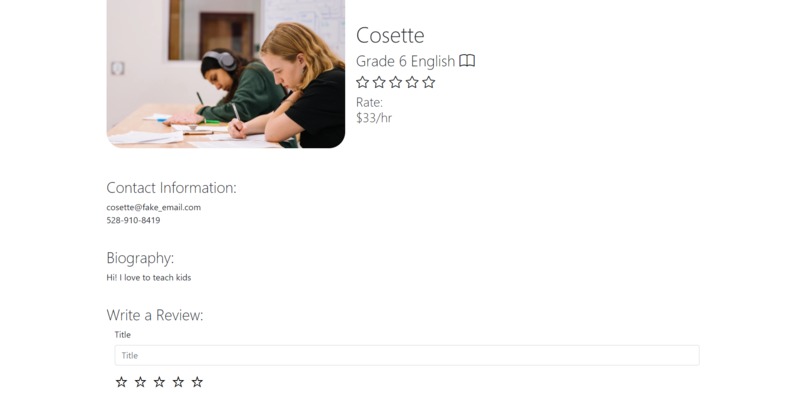 Cosette
Grade 6 English
Rate:
$33/hr
Contact Information:
cosette@fake_email.com
528-910-8419
Biography:
Hi! I love to teach kids
Write a Review:
Title
Title